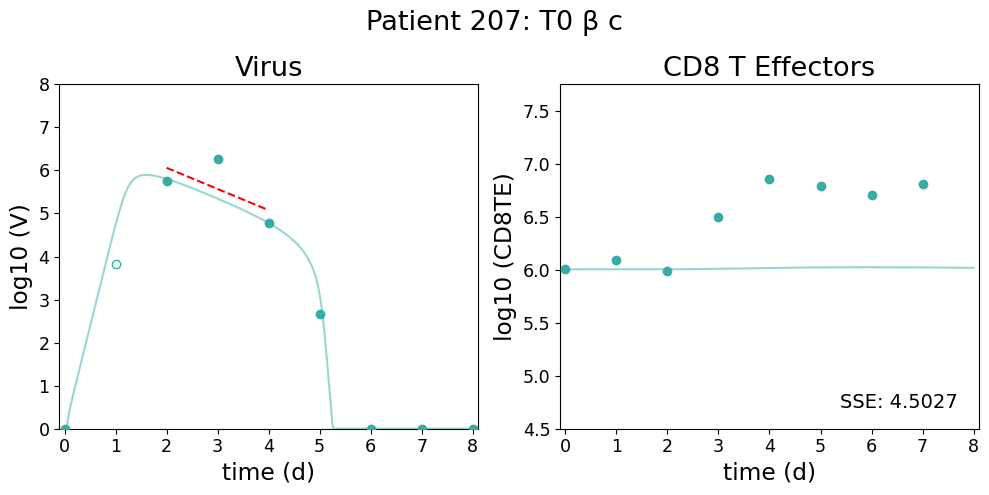 Patient 207: T0 β c
Virus
CD8 T Effectors
log10 (V)
8
7
6
5
4
3
2
1
0
0 1 2 3 4 5 6 7 8
time (d)
log10 (CD8TE)
7.5
7.0
6.5
6.0
5.5
5.0
4.5
SSE: 4.5027
0 1 2 3 4 5 6 7 8
time (d)